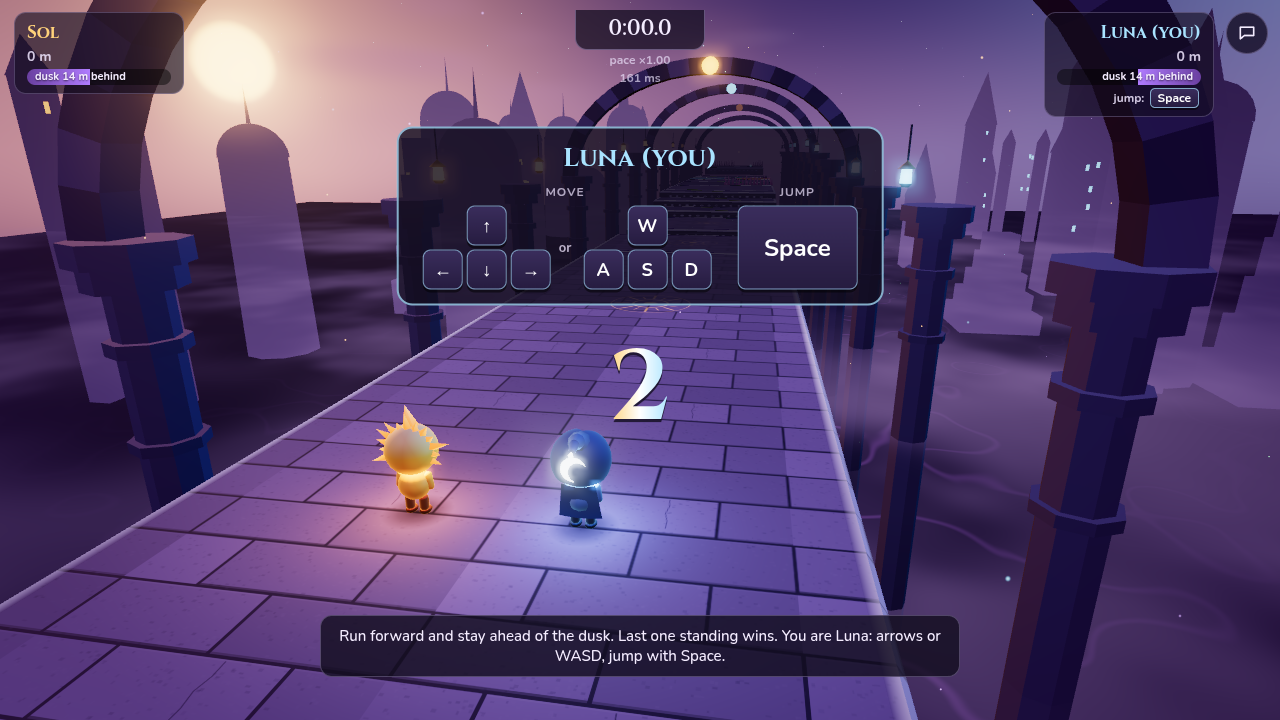 SOL
0 m
dusk 14 m behind
0:00.0
pace ×1.00
161 ms
LUNA (YOU)
0 m
dusk 14 m behind
jump: Space
LUNA (YOU)
MOVE
JUMP
↑
← ↓ →
or
W
A S D
Space
2
Run forward and stay ahead of the dusk. Last one standing wins. You are Luna: arrows or
WASD, jump with Space.